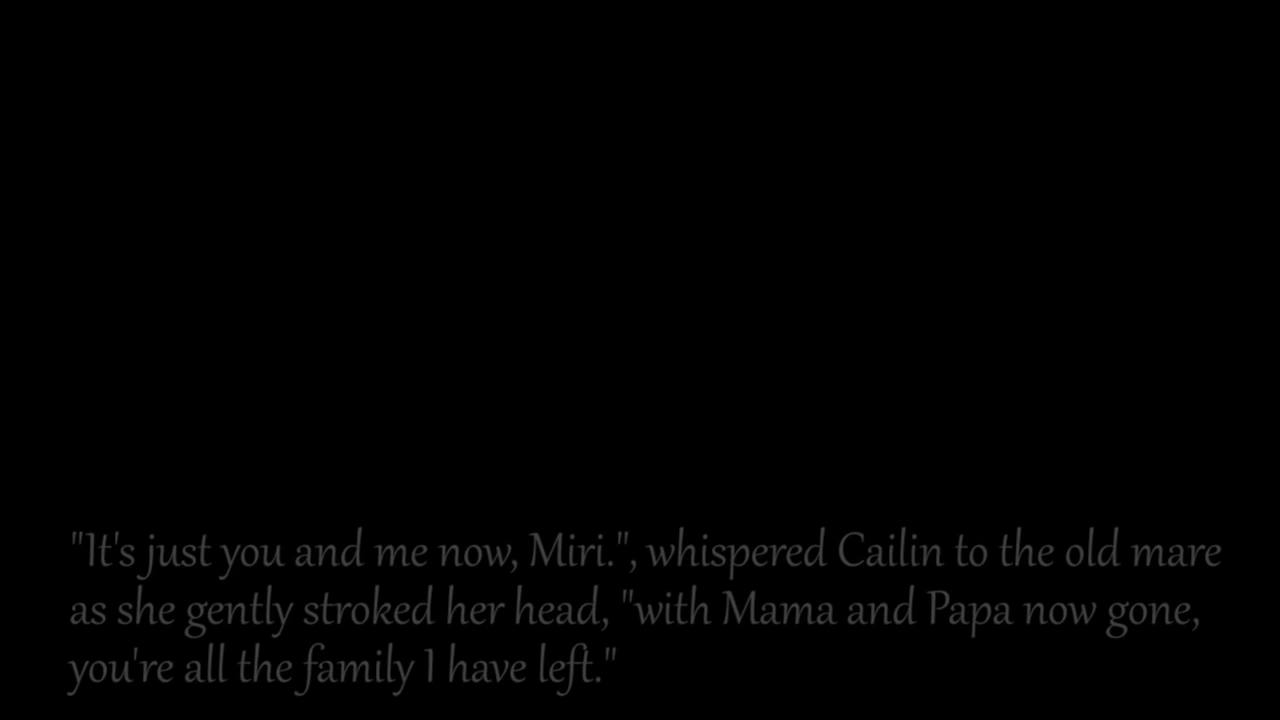 "It's just you and me now, Miri.", whispered Cailin to the old mare
as she gently stroked her head, "with Mama and Papa now gone,
you're all the family I have left."